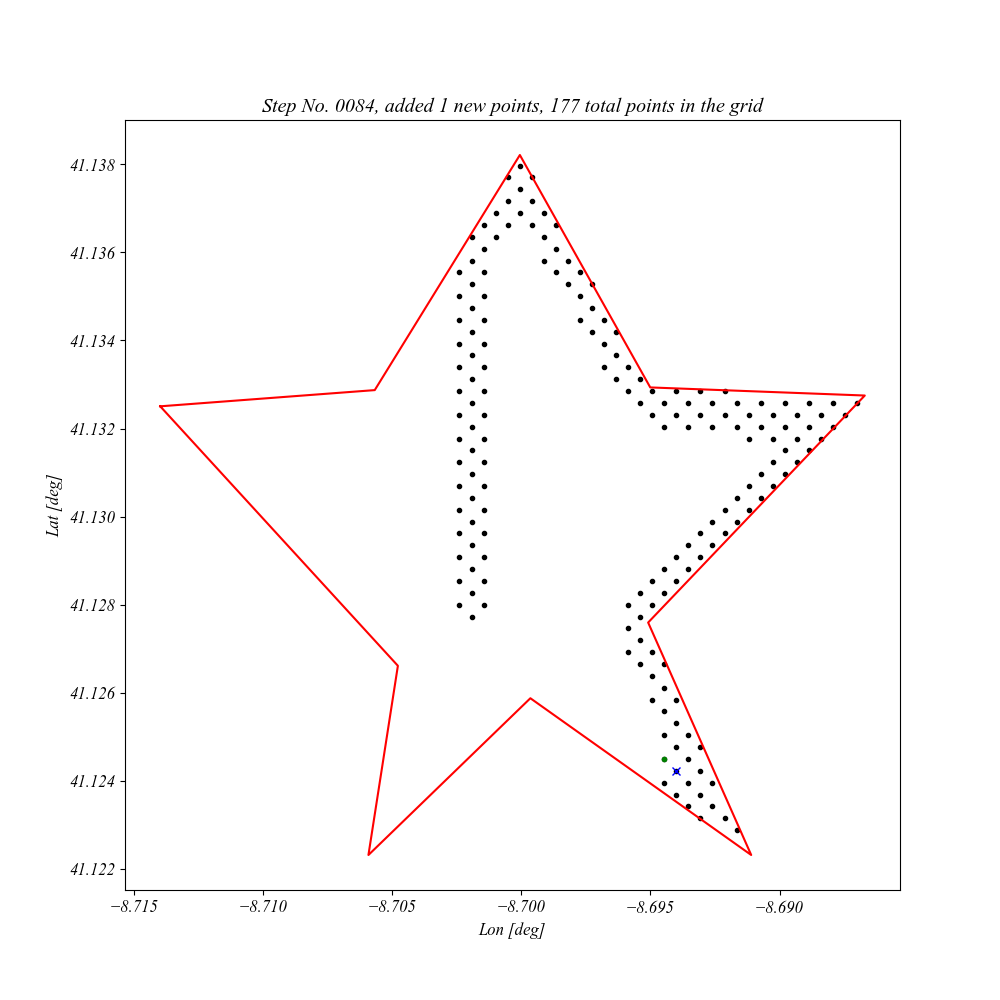 Step No. 0084, added 1 new points, 177 total points in the grid
41.138
41.136
41.134
41.132
41.130
41.128
41.126
41.124
41.122
Lat [deg]
−8.715 −8.710 −8.705 −8.700 −8.695 −8.690
Lon [deg]